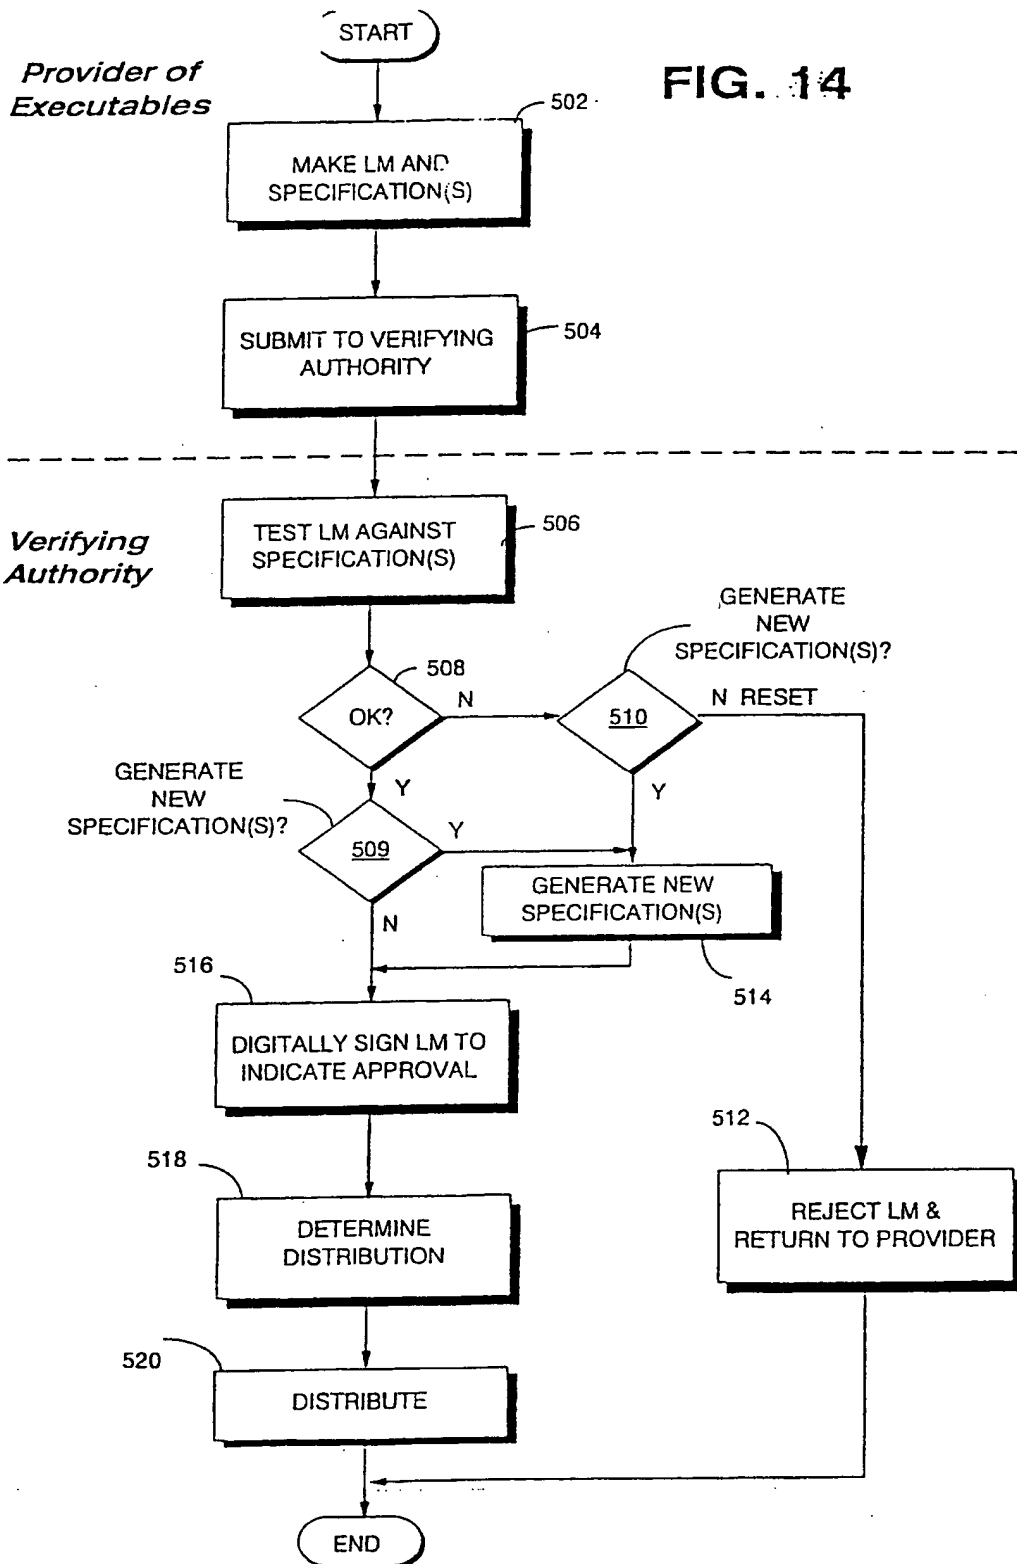 START
Provider of
Executables
FIG. 14
502
MAKE LM AND
SPECIFICATION(S)
504
SUBMIT TO VERIFYING
AUTHORITY
Verifying
Authority
506
TEST LM AGAINST
SPECIFICATION(S)
GENERATE
NEW
SPECIFICATION(S)?
508
OK?
N
510
N RESET
GENERATE
NEW
SPECIFICATION(S)?
Y
Y
509
Y
GENERATE NEW
SPECIFICATION(S)
N
514
516
DIGITALLY SIGN LM TO
INDICATE APPROVAL
512
518
REJECT LM &
RETURN TO PROVIDER
DETERMINE
DISTRIBUTION
520
DISTRIBUTE
END